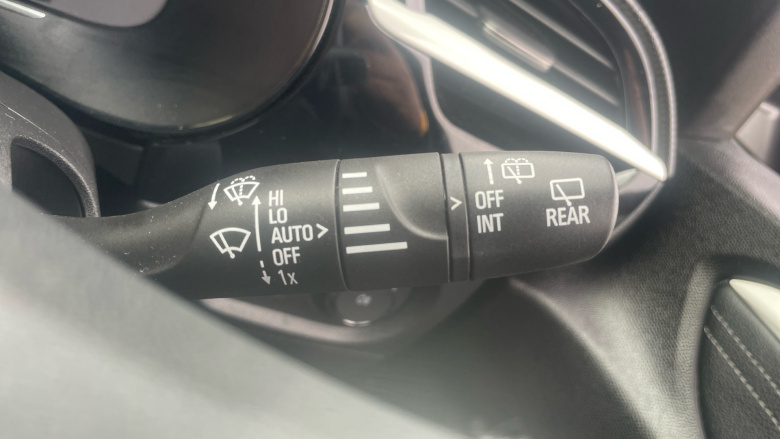 HI
LO
AUTO >
OFF
1x
>
OFF
INT
REAR